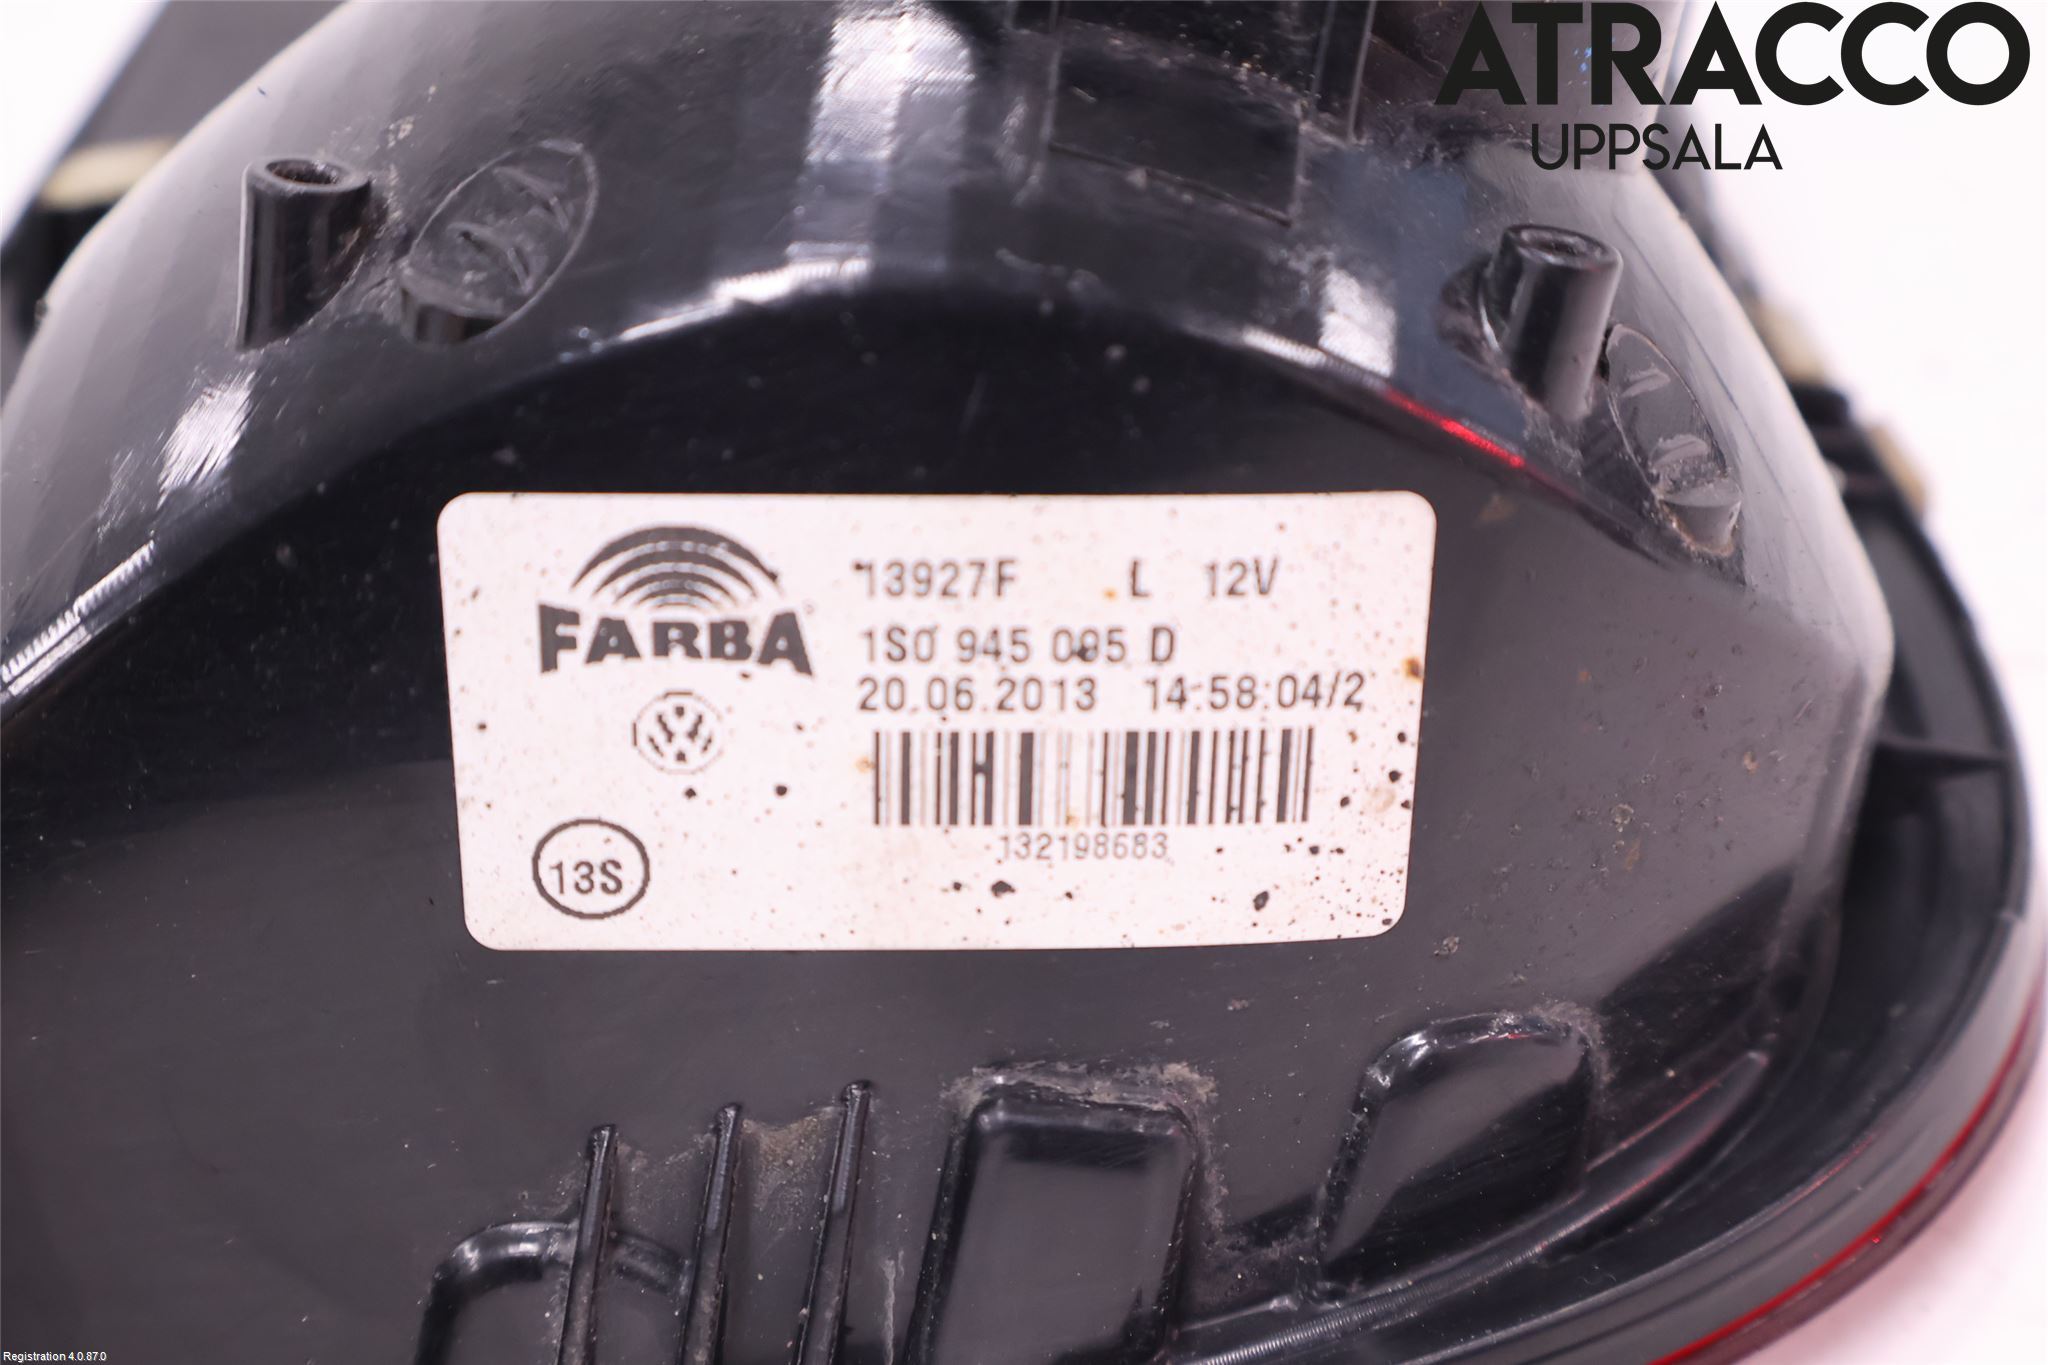 ATRACCO
UPPSALA
FARBA
13927F L 12V
1S0 945 095 D
20.06.2013 14:58:04/2
132198683
13S
Registration 4.0.87.0